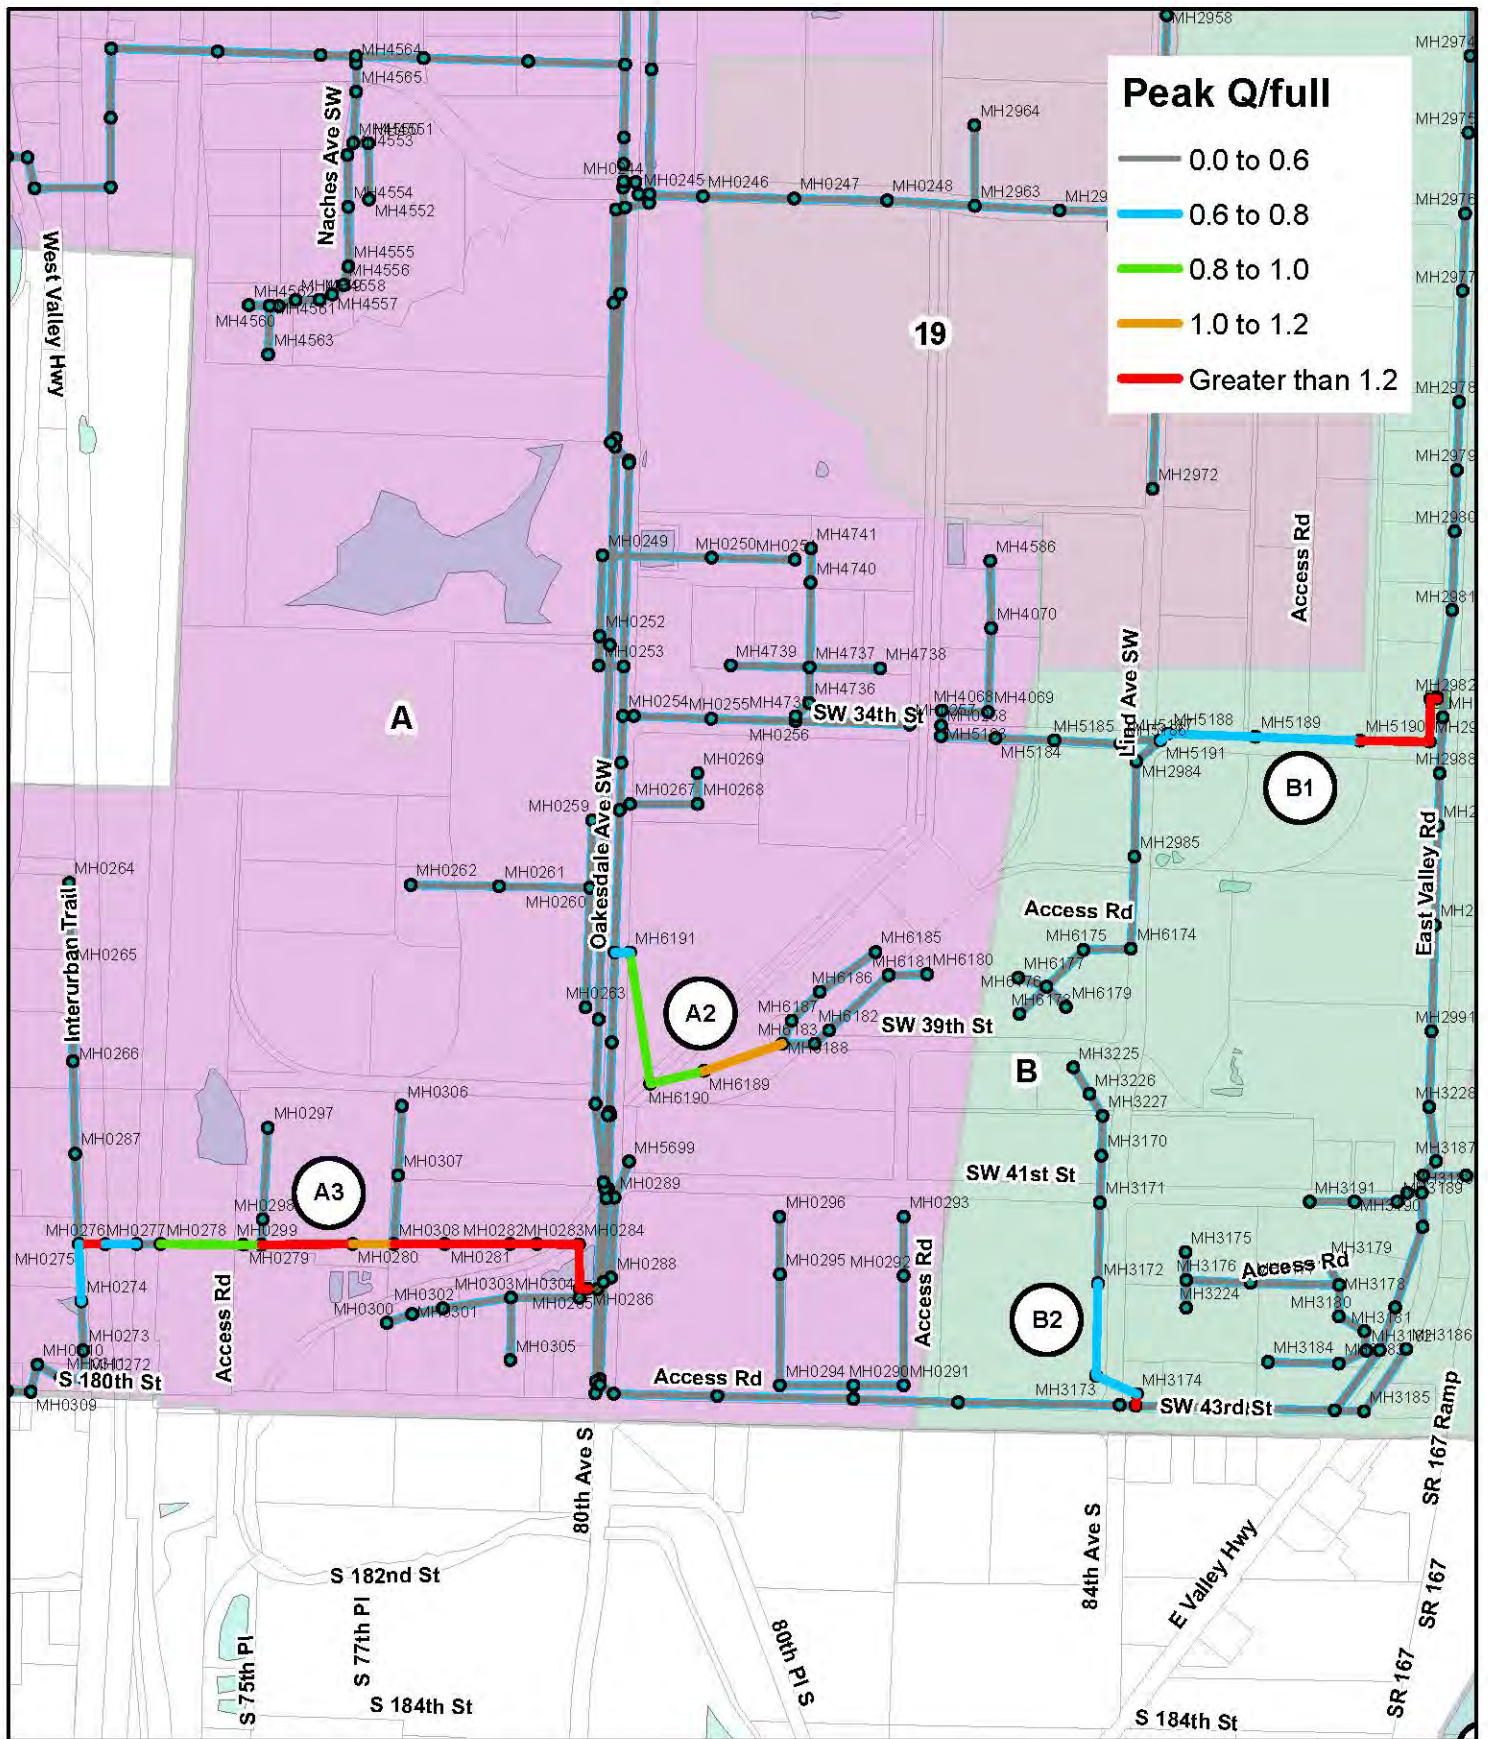 MH2958
MH4564
MH2974
MH4565
Peak Q/full
0.0 to 0.6
0.6 to 0.8
0.8 to 1.0
1.0 to 1.2
Greater than 1.2
Naches Ave SW
MH2964
MH2975
MH4553
MH4554
MH4552
MH0244
MH0245
MH0246
MH0247
MH0248
MH2963
MH2976
West Valley Hwy
MH4555
MH4556
MH4558
MH4557
MH4561
MH4560
MH4563
MH2977
19
MH2978
MH2979
MH2972
MH2980
Access Rd
MH0249
MH0250
MH4741
MH4740
MH4586
MH2981
MH0252
MH0253
MH4070
MH4739
MH4737
MH4738
Lind Ave SW
MH4736
MH2982
A
MH0254
MH0255
MH0256
SW 34th St
MH4068
MH4069
MH5184
MH5185
MH5188
MH5189
MH5190
MH5191
MH2984
MH2988
B1
MH0269
MH0267
MH0268
MH0259
Oakesdale Ave SW
East Valley Rd
MH2985
MH0264
MH0262
MH0261
MH0260
Interurban Trail
MH0265
Access Rd
MH6191
MH6185
MH6181
MH6180
MH6175
MH6174
MH6177
MH6179
MH6186
MH0263
A2
MH6187
MH6182
MH6183
SW 39th St
MH2991
MH0266
MH6189
MH6190
B
MH3225
MH3226
MH3227
MH3228
MH0306
MH0297
MH0287
MH5699
MH3170
MH3187
MH0307
A3
MH0289
SW 41st St
MH3171
MH3191
MH3189
MH0298
MH0296
MH0293
MH0276
MH0277
MH0278
MH0299
MH0308
MH0282
MH0283
MH0284
MH0275
MH0279
MH0280
MH0281
MH3175
MH3179
MH0274
MH0288
MH0295
MH0292
MH3172
MH3176
Access Rd
MH3178
MH0303
MH0304
MH0286
MH0302
MH0300
MH3224
MH3180
B2
MH3181
Access Rd
Access Rd
MH0273
MH0272
MH0305
MH3184
MH3186
S 180th St
Access Rd
MH0294
MH0290
MH0291
MH3173
MH3174
MH3185
MH0309
SW 43rd St
SR 167 Ramp
80th Ave S
84th Ave S
E Valley Hwy
S 182nd St
S 77th Pl
S 75th Pl
80th Pl S
SR 167
SR 167
S 184th St
S 184th St